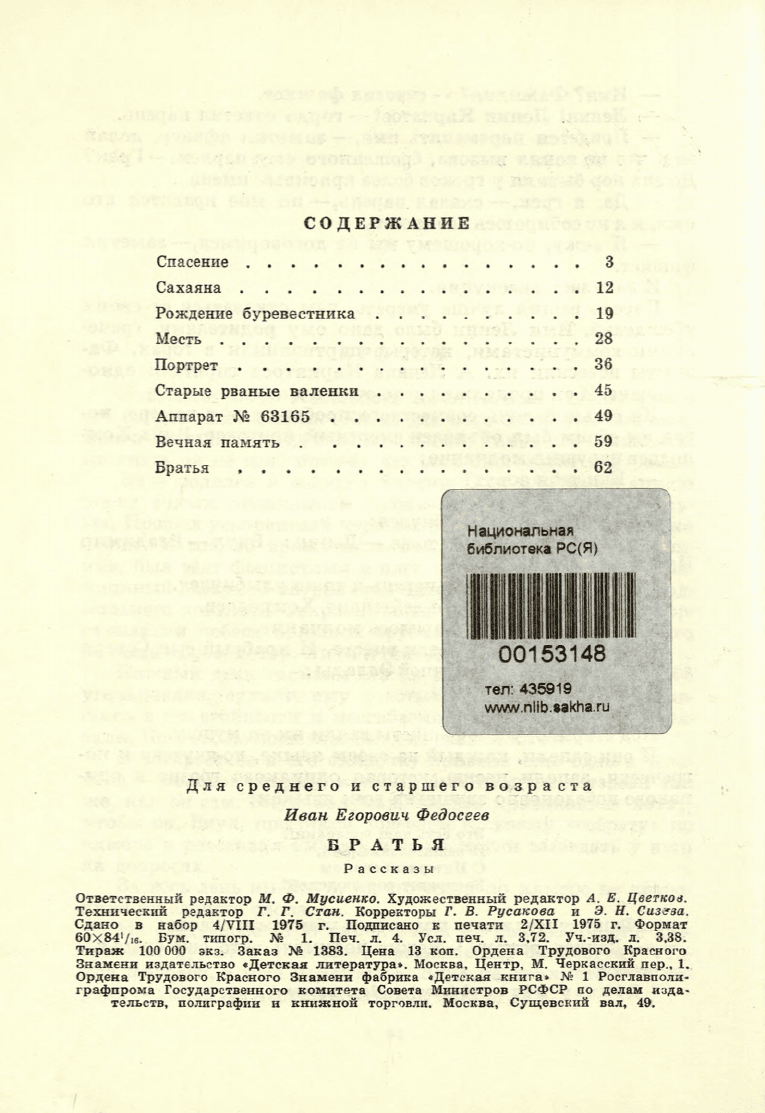 СОДЕРЖАНИЕ
Спасение . . . . . . . . . . . . . . . . 3
Сахаяна . . . . . . . . . . . . . . . . 12
Рождение буревестника . . . . . . . . . 19
Месть . . . . . . . . . . . . . . . . . 28
Портрет . . . . . . . . . . . . . . . . 36
Старые рваные валенки . . . . . . . . . 45
Аппарат № 63165 . . . . . . . . . . . . 49
Вечная память . . . . . . . . . . . . . 59
Братья . . . . . . . . . . . . . . . . 62
Национальная
библиотека РС(Я)
00153148
тел: 435919
www.nlib.sakha.ru
Для среднего и старшего возраста
Иван Егорович Федосеев
БРАТЬЯ
Рассказы
Ответственный редактор М. Ф. Мусиенко. Художественный редактор А. Е. Цветков.
Технический редактор Г. Г. Стан. Корректоры Г. В. Русакова и Э. Н. Сизева.
Сдано в набор 4/VIII 1975 г. Подписано к печати 2/XII 1975 г. Формат
60×84¹/₁₆. Бум. типогр. № 1. Печ. л. 4. Усл. печ. л. 3,72. Уч.-изд. л. 3,38.
Тираж 100 000 экз. Заказ № 1383. Цена 13 коп. Ордена Трудового Красного
Знамени издательство «Детская литература». Москва, Центр, М. Черкасский пер., 1.
Ордена Трудового Красного Знамени фабрика «Детская книга» № 1 Росглавполи-
графпрома Государственного комитета Совета Министров РСФСР по делам изда-
тельств, полиграфии и книжной торговли. Москва, Сущевский вал, 49.